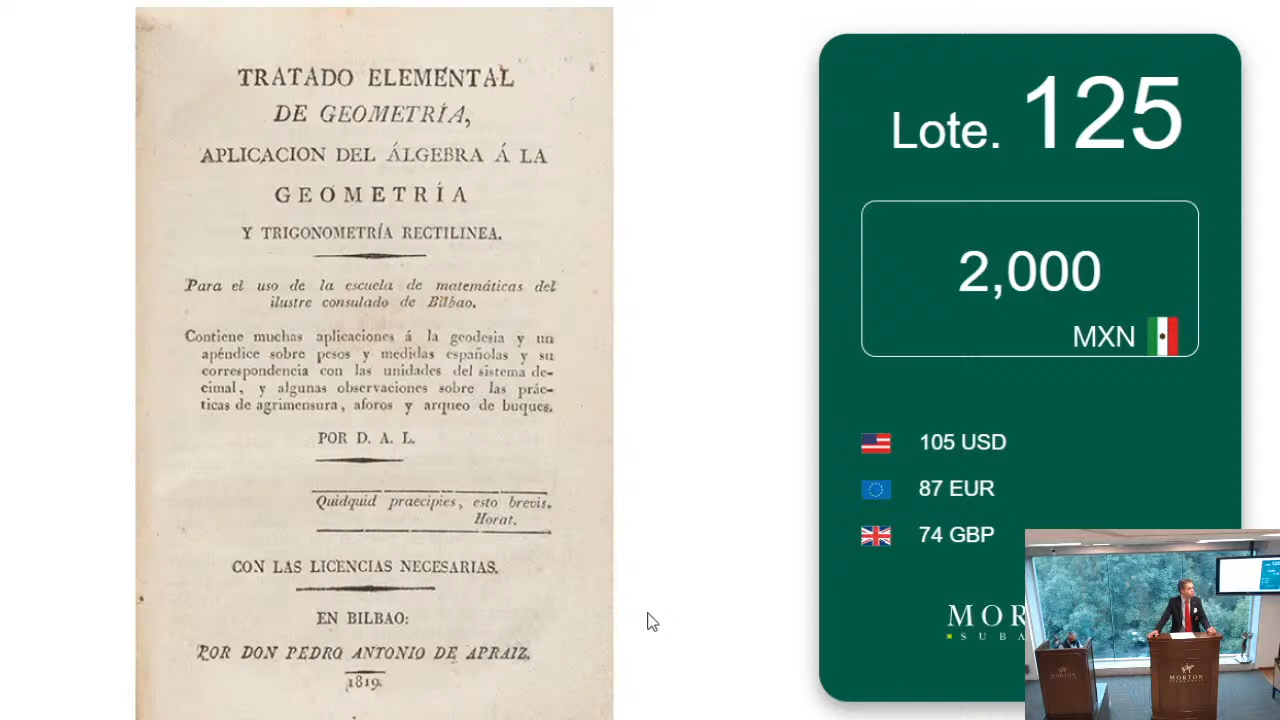 TRATADO ELEMENTAL
DE GEOMETRÍA,
APLICACION DEL ÁLGEBRA Á LA
GEOMETRÍA
Y TRIGONOMETRÍA RECTILINEA.
Para el uso de la escuela de matemáticas del
ilustre consulado de Bilbao.
Contiene muchas aplicaciones á la geodesia y un
apéndice sobre pesos y medidas españolas y su
correspondencia con las unidades del sistema de-
cimal, y algunas observaciones sobre las prác-
ticas de agrimensura, aforos y arqueo de buques.
POR D. A. L.
Quidquid praecipies, esto brevis.
Horat.
CON LAS LICENCIAS NECESARIAS.
EN BILBAO:
POR DON PEDRO ANTONIO DE APRAIZ.
1819.
Lote. 125
2,000
MXN
105 USD
87 EUR
74 GBP
MOR
SUBA
MORTON